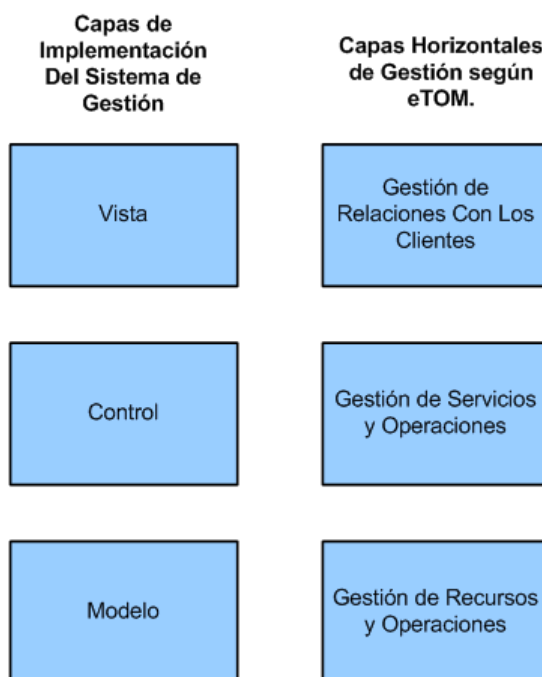 Capas de
Implementación
Del Sistema de
Gestión
Capas Horizontales
de Gestión según
eTOM.
Vista
Gestión de
Relaciones Con Los
Clientes
Control
Gestión de Servicios
y Operaciones
Modelo
Gestión de Recursos
y Operaciones